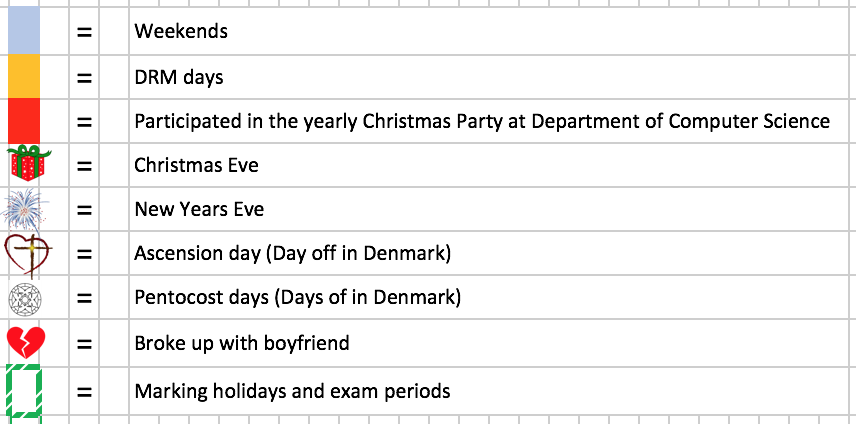 = Weekends
= DRM days
= Participated in the yearly Christmas Party at Department of Computer Science
= Christmas Eve
= New Years Eve
= Ascension day (Day off in Denmark)
= Pentocost days (Days of in Denmark)
= Broke up with boyfriend
= Marking holidays and exam periods